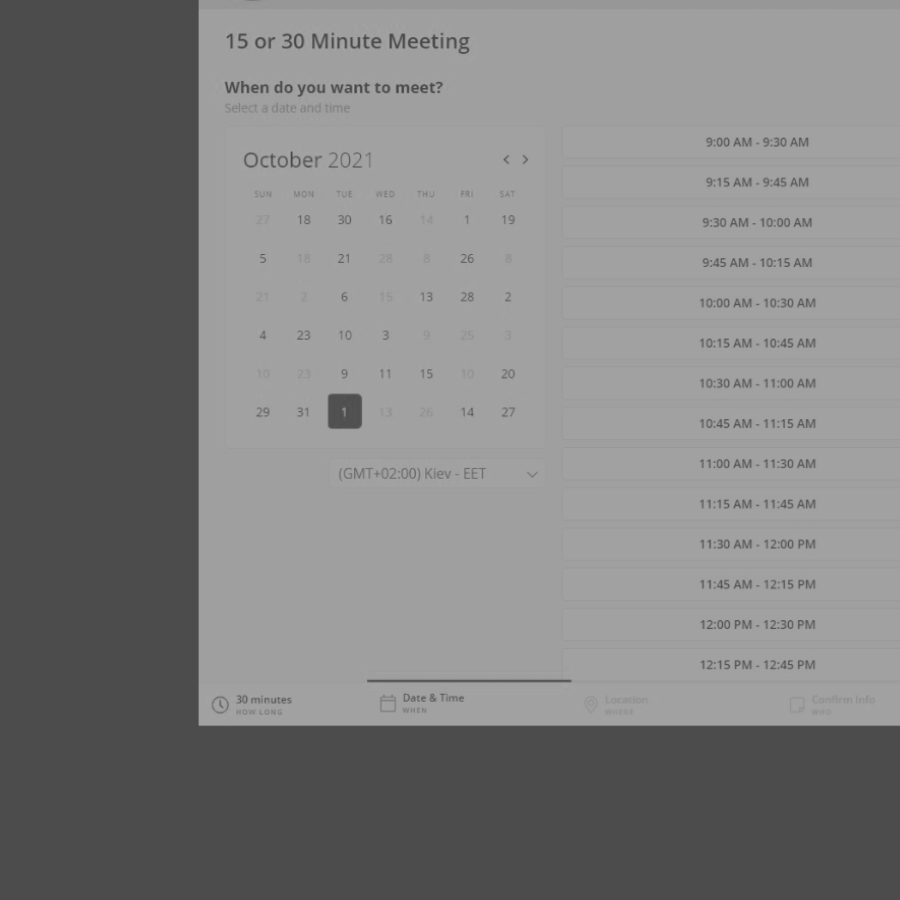 15 or 30 Minute Meeting
When do you want to meet?
Select a date and time
October 2021
SUN MON TUE WED THU FRI SAT
27 18 30 16 14 1 19
5 18 21 28 8 26 8
21 2 6 15 13 28 2
4 23 10 3 9 25 3
10 23 9 11 15 10 20
29 31 1 13 26 14 27
(GMT+02:00) Kiev - EET
9:00 AM - 9:30 AM
9:15 AM - 9:45 AM
9:30 AM - 10:00 AM
9:45 AM - 10:15 AM
10:00 AM - 10:30 AM
10:15 AM - 10:45 AM
10:30 AM - 11:00 AM
10:45 AM - 11:15 AM
11:00 AM - 11:30 AM
11:15 AM - 11:45 AM
11:30 AM - 12:00 PM
11:45 AM - 12:15 PM
12:00 PM - 12:30 PM
12:15 PM - 12:45 PM
30 minutes
HOW LONG
Date & Time
WHEN
Location
WHERE
Confirm Info
WHO